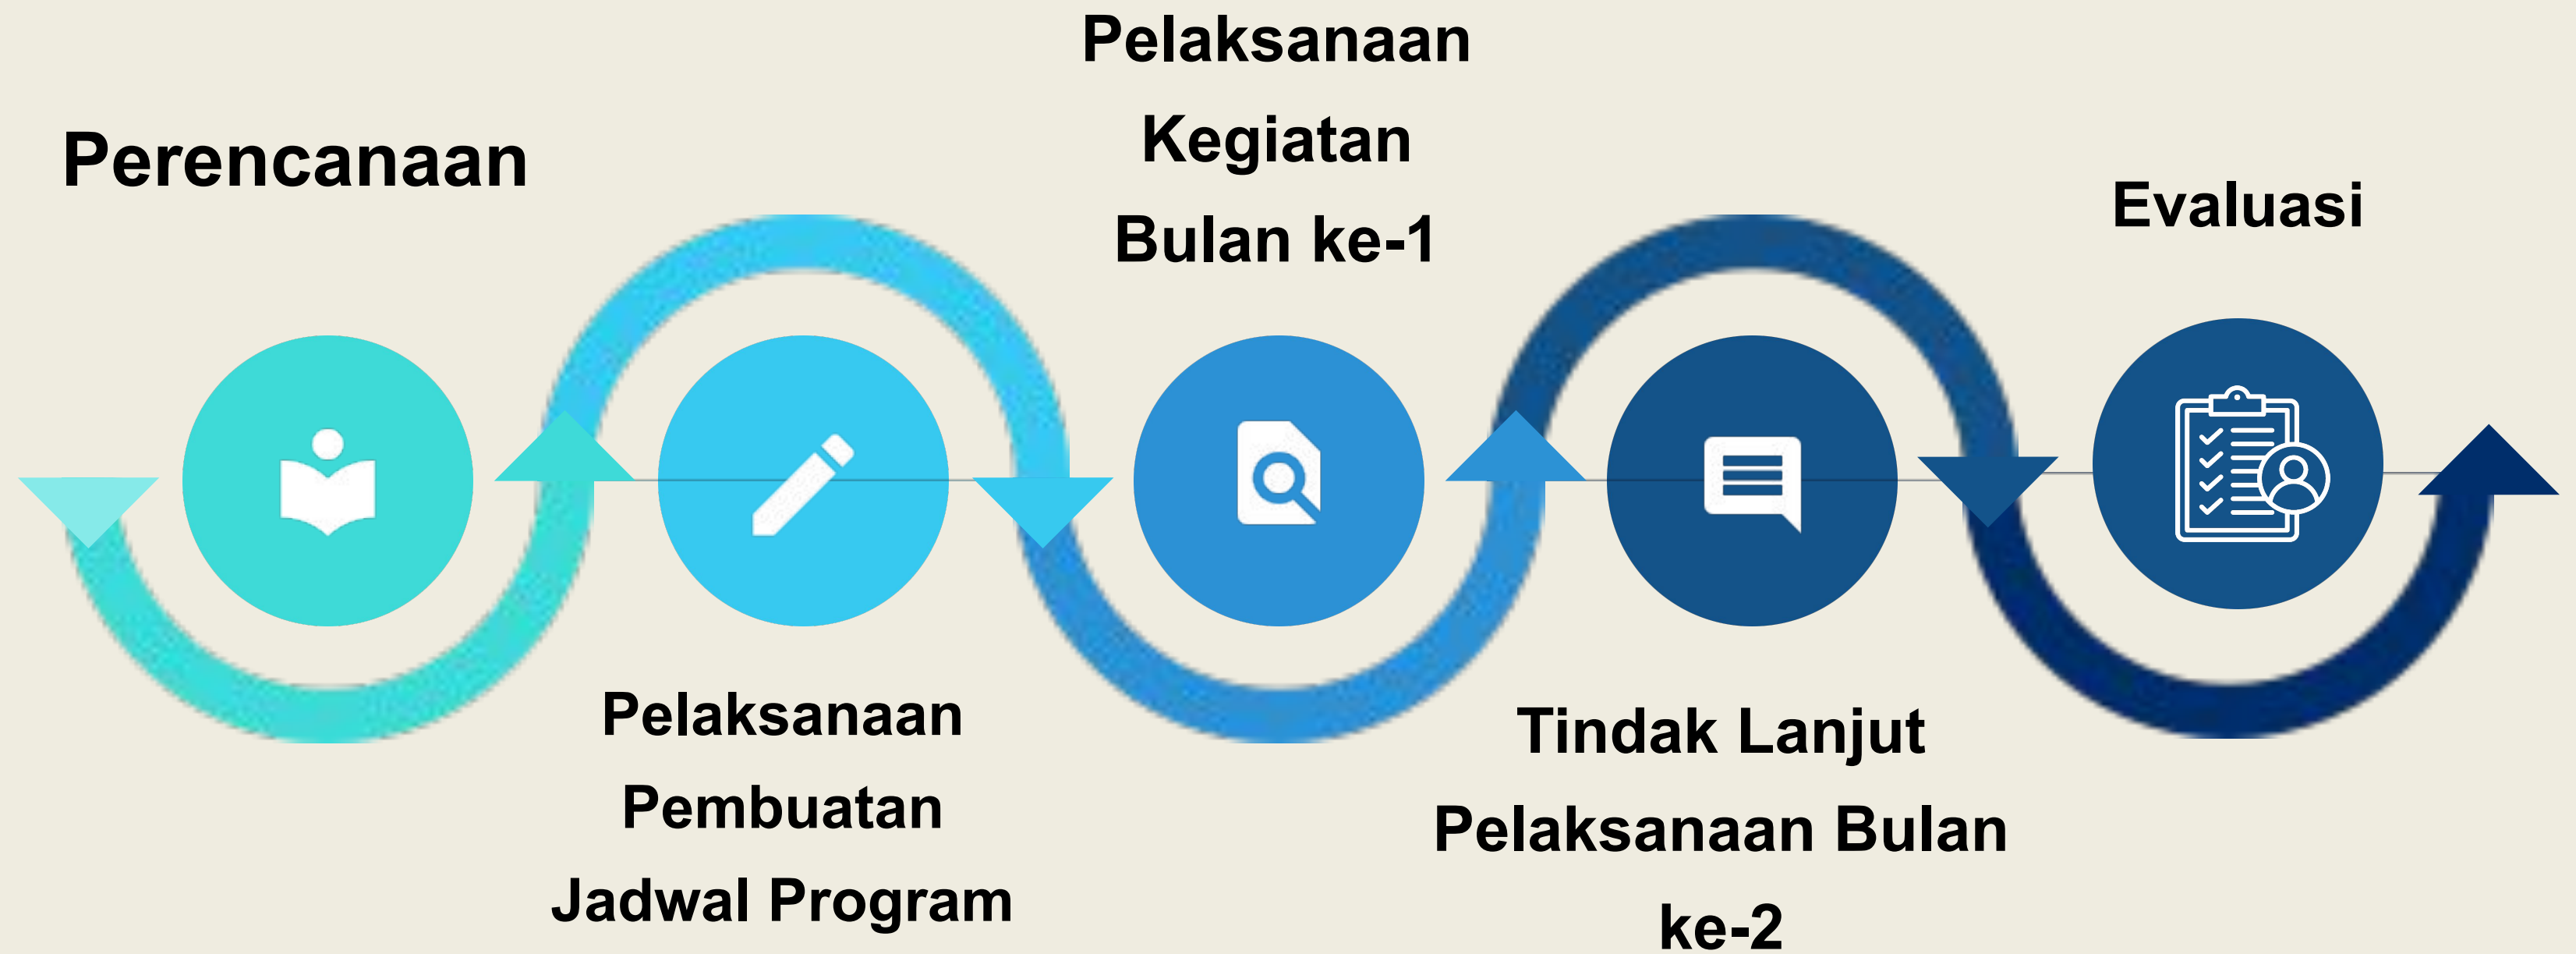 Perencanaan
Pelaksanaan
Pembuatan
Jadwal Program
Pelaksanaan
Kegiatan
Bulan ke-1
Tindak Lanjut
Pelaksanaan Bulan
ke-2
Evaluasi